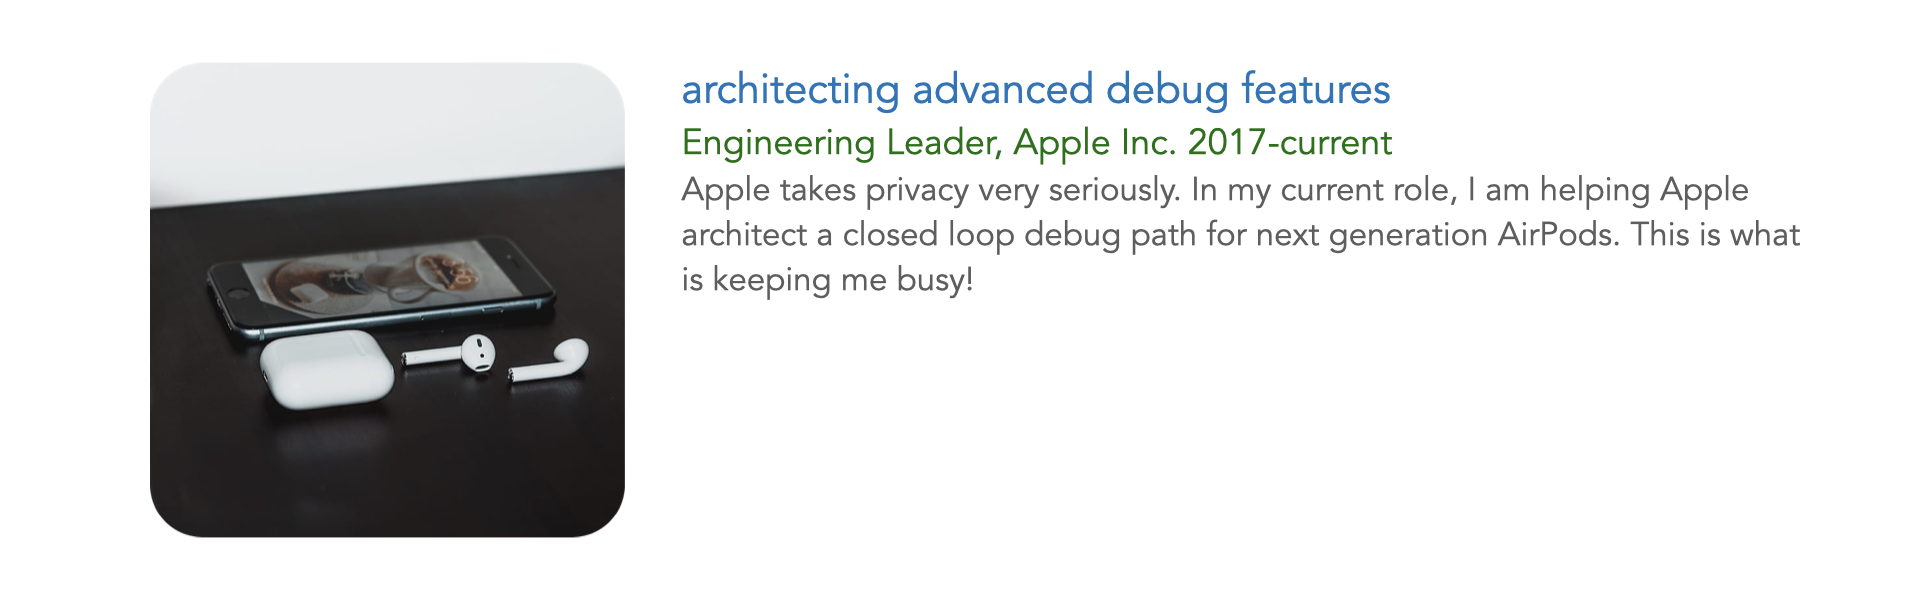 architecting advanced debug features
Engineering Leader, Apple Inc. 2017-current
Apple takes privacy very seriously. In my current role, I am helping Apple
architect a closed loop debug path for next generation AirPods. This is what
is keeping me busy!